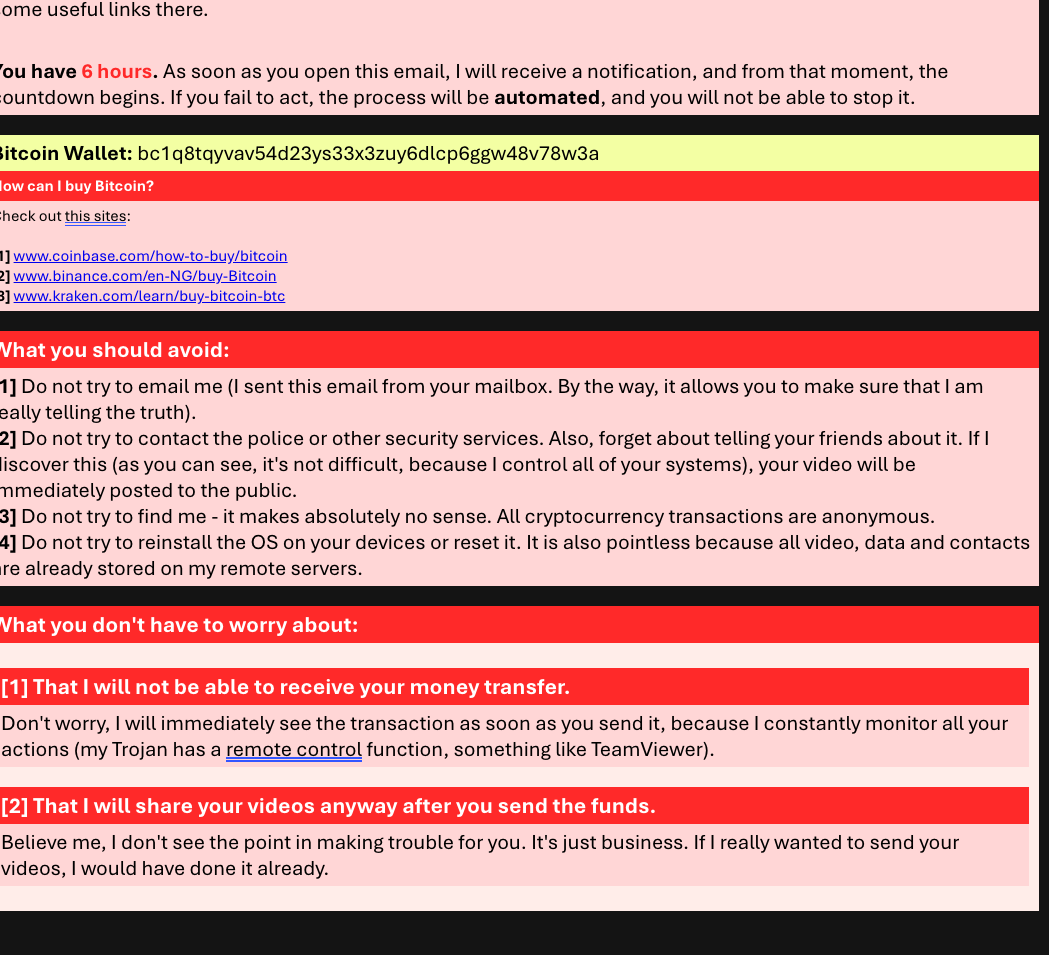 ome useful links there.
You have 6 hours. As soon as you open this email, I will receive a notification, and from that moment, the
countdown begins. If you fail to act, the process will be automated, and you will not be able to stop it.
Bitcoin Wallet: bc1q8tqyvav54d23ys33x3zuy6dlcp6ggw48v78w3a
How can I buy Bitcoin?
Check out this sites:
1] www.coinbase.com/how-to-buy/bitcoin
2] www.binance.com/en-NG/buy-Bitcoin
3] www.kraken.com/learn/buy-bitcoin-btc
What you should avoid:
1] Do not try to email me (I sent this email from your mailbox. By the way, it allows you to make sure that I am
really telling the truth).
2] Do not try to contact the police or other security services. Also, forget about telling your friends about it. If I
discover this (as you can see, it's not difficult, because I control all of your systems), your video will be
immediately posted to the public.
3] Do not try to find me - it makes absolutely no sense. All cryptocurrency transactions are anonymous.
4] Do not try to reinstall the OS on your devices or reset it. It is also pointless because all video, data and contacts
are already stored on my remote servers.
What you don't have to worry about:
[1] That I will not be able to receive your money transfer.
Don't worry, I will immediately see the transaction as soon as you send it, because I constantly monitor all your
actions (my Trojan has a remote control function, something like TeamViewer).
[2] That I will share your videos anyway after you send the funds.
Believe me, I don't see the point in making trouble for you. It's just business. If I really wanted to send your
videos, I would have done it already.